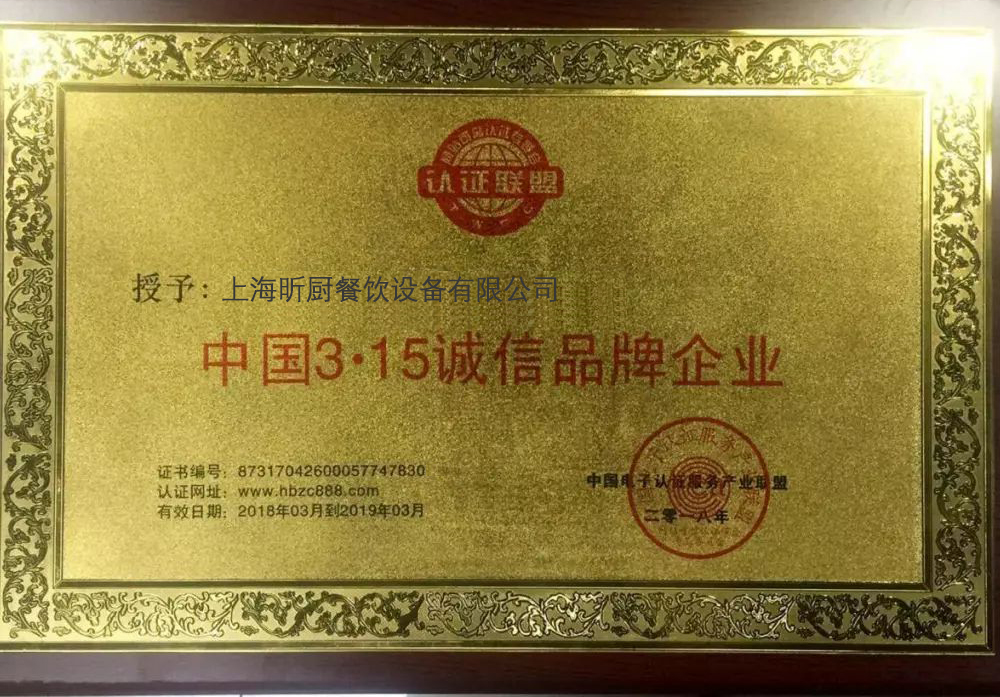 认证联盟
授予：上海昕厨餐饮设备有限公司
中国3·15诚信品牌企业
证书编号：87317042600057747830
认证网址：www.hbzc888.com
有效日期：2018年03月到2019年03月
中国电子认证服务产业联盟
二零一八年